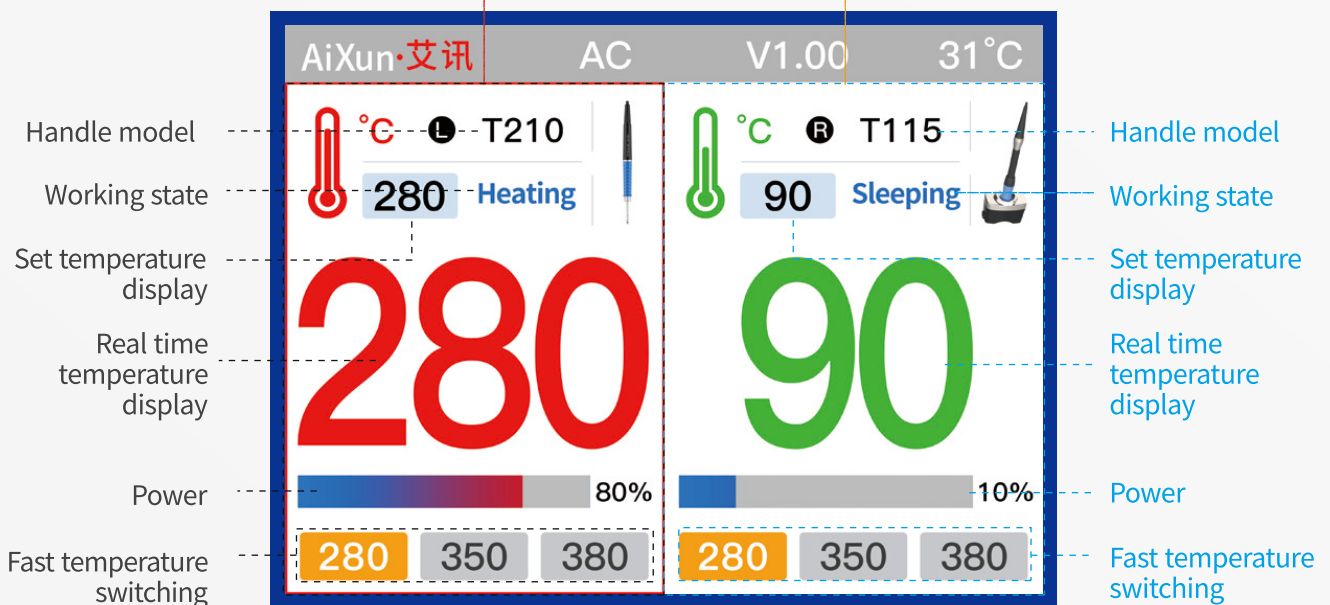 AiXun·艾讯 AC V1.00 31°C
Handle model
°C L T210
°C R T115
Handle model
Working state
280 Heating
90 Sleeping
Working state
Set temperature
display
Set temperature
display
280
90
Real time
temperature
display
Real time
temperature
display
Power
80%
10%
Power
Fast temperature
switching
280 350 380
280 350 380
Fast temperature
switching